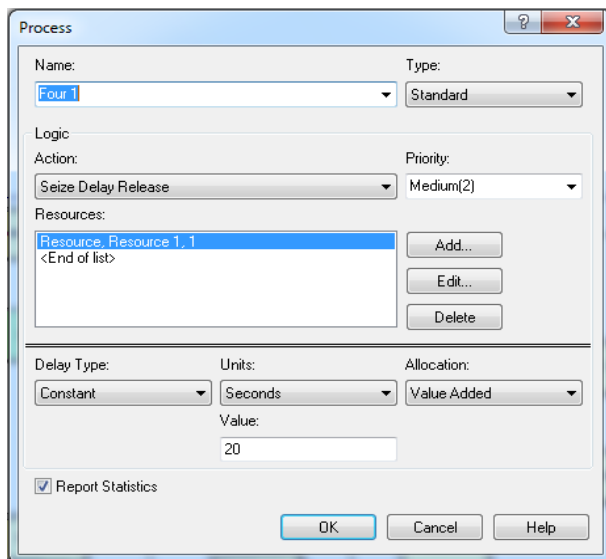 Process
Name:
Type:
Four 1
Standard
Logic
Action:
Priority:
Seize Delay Release
Medium(2)
Resources:
Resource, Resource 1, 1
<End of list>
Add...
Edit...
Delete
Delay Type:
Units:
Allocation:
Constant
Seconds
Value Added
Value:
20
Report Statistics
OK
Cancel
Help